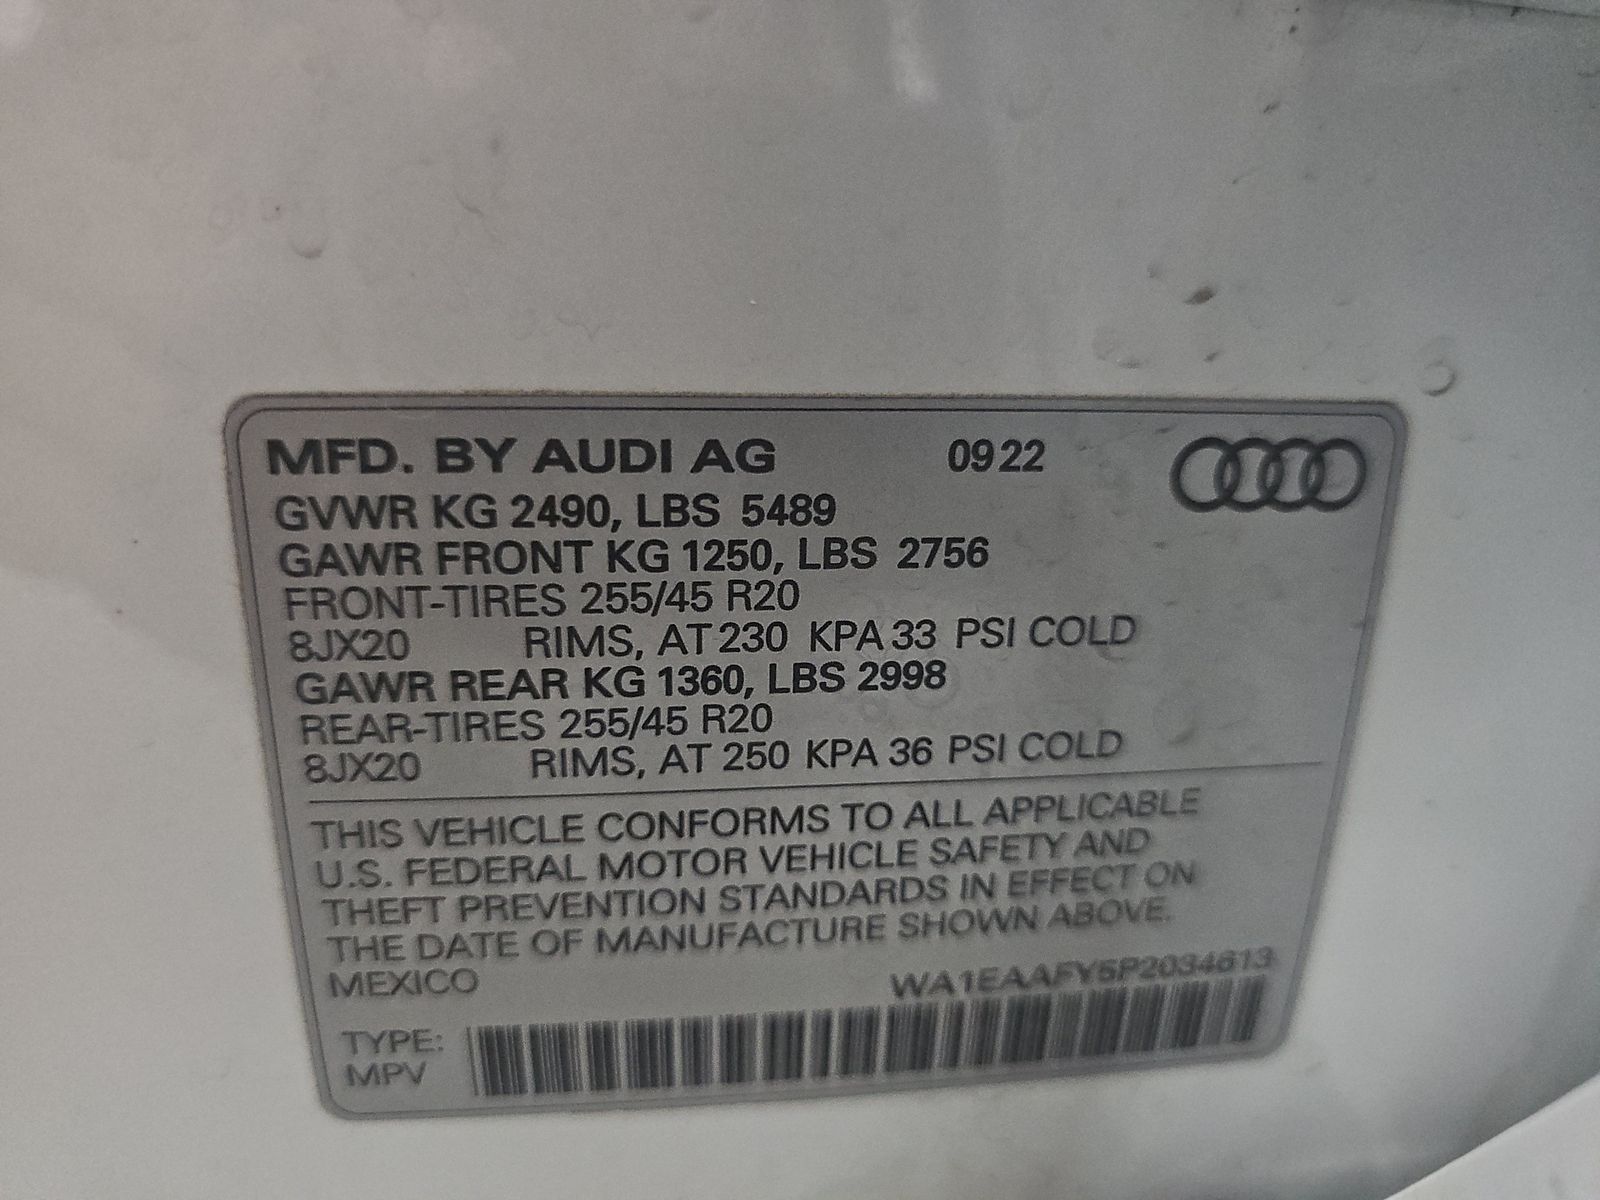 MFD. BY AUDI AG 0922
GVWR KG 2490, LBS 5489
GAWR FRONT KG 1250, LBS 2756
FRONT-TIRES 255/45 R20
8JX20 RIMS, AT 230 KPA 33 PSI COLD
GAWR REAR KG 1360, LBS 2998
REAR-TIRES 255/45 R20
8JX20 RIMS, AT 250 KPA 36 PSI COLD
THIS VEHICLE CONFORMS TO ALL APPLICABLE
U.S. FEDERAL MOTOR VEHICLE SAFETY AND
THEFT PREVENTION STANDARDS IN EFFECT ON
THE DATE OF MANUFACTURE SHOWN ABOVE.
MEXICO WA1EAAFY5P2034613
TYPE:
MPV